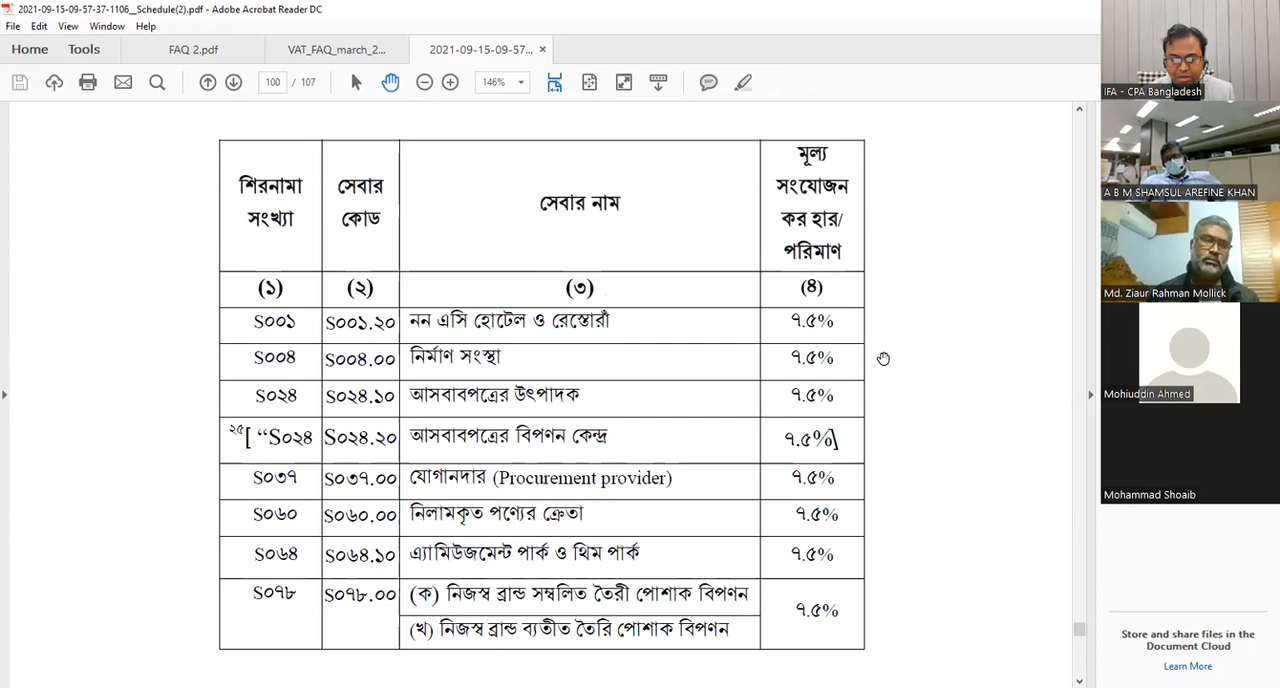 2021-09-15-09-57-37-1106__Schedule(2).pdf - Adobe Acrobat Reader DC
File Edit View Window Help
Home Tools FAQ 2.pdf VAT_FAQ_march_2... 2021-09-15-09-57... ×
100 / 107 146%
শিরনামা সংখ্যা
সেবার কোড
সেবার নাম
মূল্য সংযোজন কর হার/ পরিমাণ
(১) (২) (৩) (৪)
S০০১ S০০১.২০ নন এসি হোটেল ও রেস্তোরাঁ ৭.৫%
S০০৪ S০০৪.০০ নির্মাণ সংস্থা ৭.৫%
S০২৪ S০২৪.১০ আসবাবপত্রের উৎপাদক ৭.৫%
২৫[ “S০২৪ S০২৪.২০ আসবাবপত্রের বিপণন কেন্দ্র ৭.৫%]
S০৩৭ S০৩৭.০০ যোগানদার (Procurement provider) ৭.৫%
S০৬০ S০৬০.০০ নিলামকৃত পণ্যের ক্রেতা ৭.৫%
S০৬৪ S০৬৪.১০ এ্যামিউজমেন্ট পার্ক ও থিম পার্ক ৭.৫%
S০৭৮ S০৭৮.০০ (ক) নিজস্ব ব্রান্ড সম্বলিত তৈরী পোশাক বিপণন ৭.৫%
(খ) নিজস্ব ব্রান্ড ব্যতীত তৈরি পোশাক বিপণন
IFA - CPA Bangladesh
A B M SHAMSUL AREFINE KHAN
Md. Ziaur Rahman Mollick
Mohiuddin Ahmed
Mohammad Shoaib
Store and share files in the
Document Cloud
Learn More